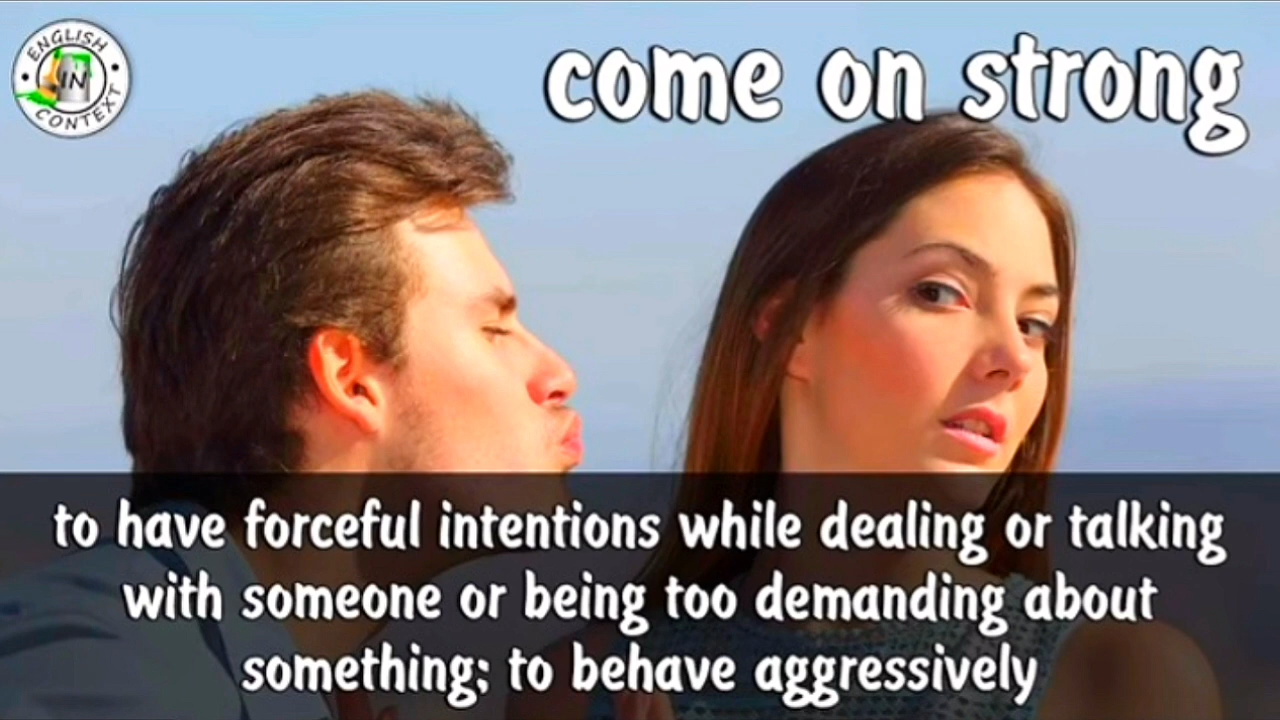 ENGLISH
IN
CONTEXT
come on strong
to have forceful intentions while dealing or talking
with someone or being too demanding about
something; to behave aggressively